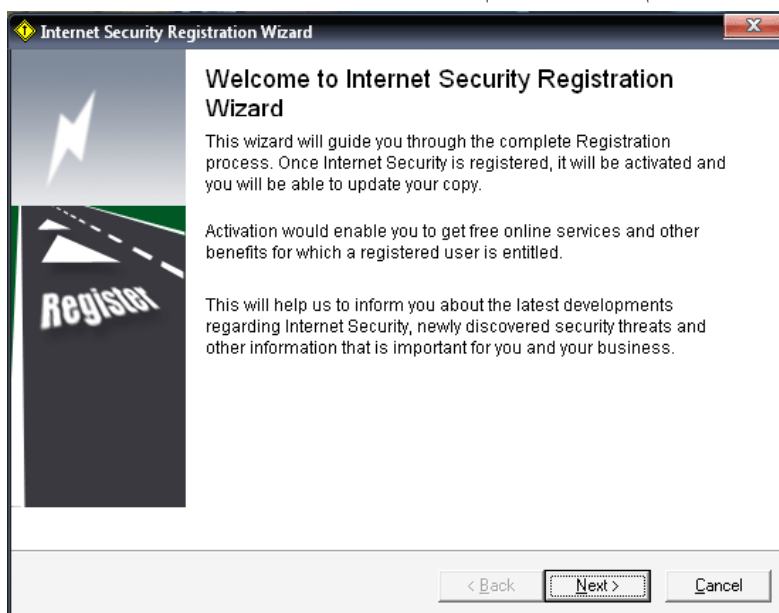 Internet Security Registration Wizard
Welcome to Internet Security Registration
Wizard
This wizard will guide you through the complete Registration
process. Once Internet Security is registered, it will be activated and
you will be able to update your copy.
Activation would enable you to get free online services and other
benefits for which a registered user is entitled.
Register
This will help us to inform you about the latest developments
regarding Internet Security, newly discovered security threats and
other information that is important for you and your business.
< Back
Next >
Cancel